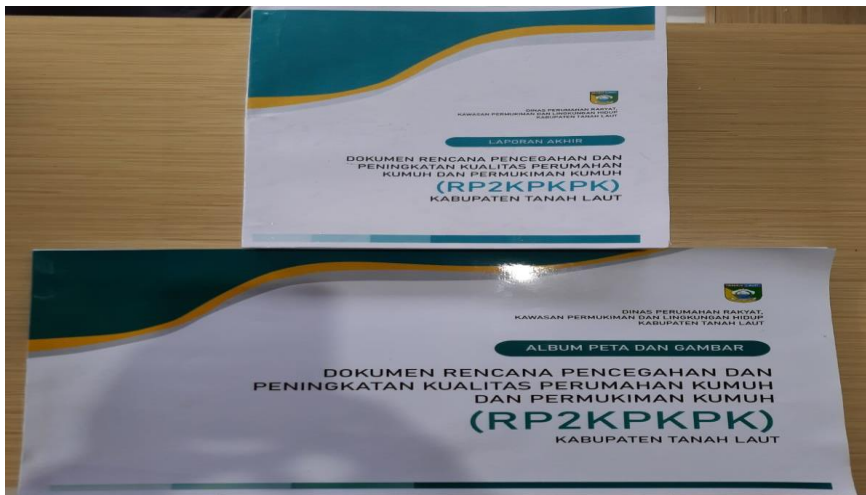 DINAS PERUMAHAN RAKYAT,
KAWASAN PERMUKIMAN DAN LINGKUNGAN HIDUP
KABUPATEN TANAH LAUT
LAPORAN AKHIR
DOKUMEN RENCANA PENCEGAHAN DAN
PENINGKATAN KUALITAS PERUMAHAN
KUMUH DAN PERMUKIMAN KUMUH
(RP2KPKPK)
KABUPATEN TANAH LAUT
TANAH LAUT
DINAS PERUMAHAN RAKYAT,
KAWASAN PERMUKIMAN DAN LINGKUNGAN HIDUP
KABUPATEN TANAH LAUT
ALBUM PETA DAN GAMBAR
DOKUMEN RENCANA PENCEGAHAN DAN
PENINGKATAN KUALITAS PERUMAHAN KUMUH
DAN PERMUKIMAN KUMUH
(RP2KPKPK)
KABUPATEN TANAH LAUT